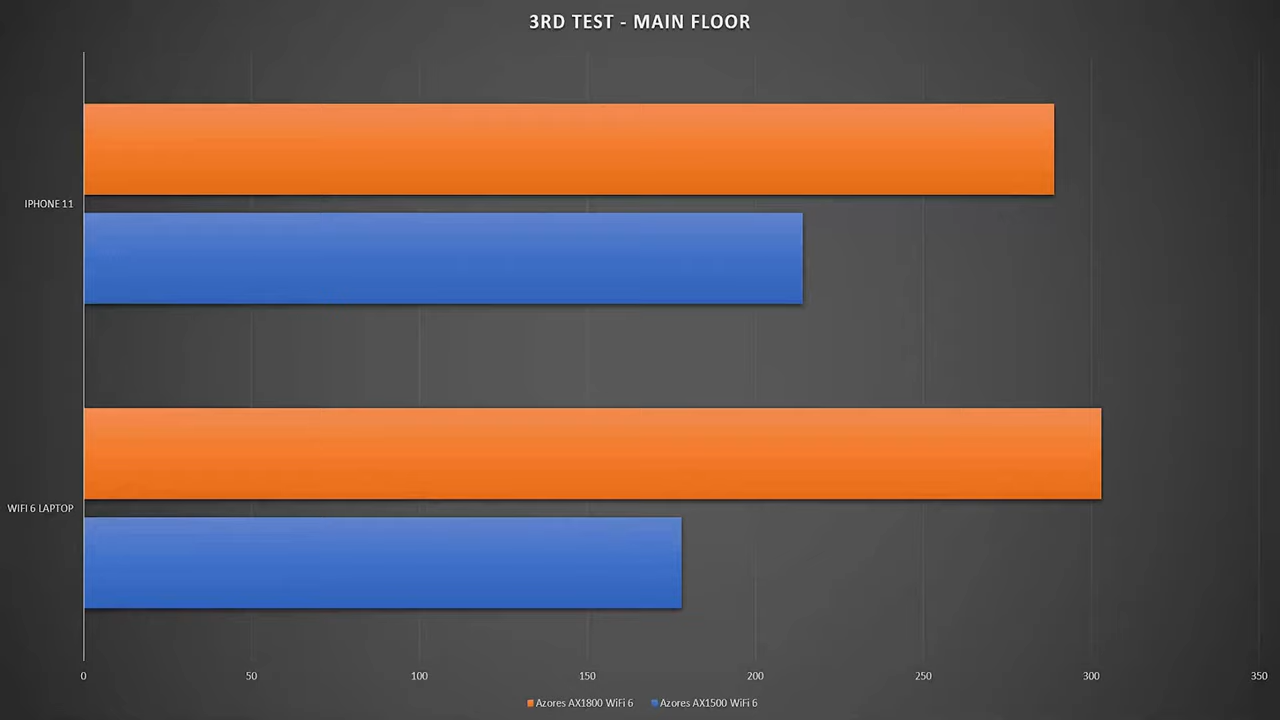 3RD TEST - MAIN FLOOR
IPHONE 11
WIFI 6 LAPTOP
0 50 100 150 200 250 300 350
Azores AX1800 WiFi 6 Azores AX1500 WiFi 6